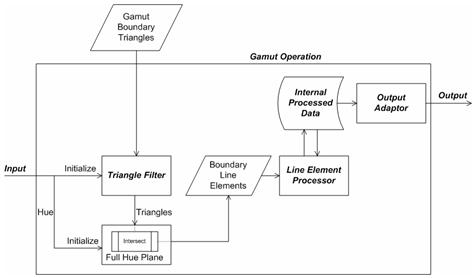 Gamut
Boundary
Triangles
Gamut Operation
Internal
Processed
Data
Output
Adaptor
Output
Input
Initialize
Triangle Filter
Boundary
Line
Elements
Line Element
Processor
Hue
Triangles
Initialize
Intersect
Full Hue Plane